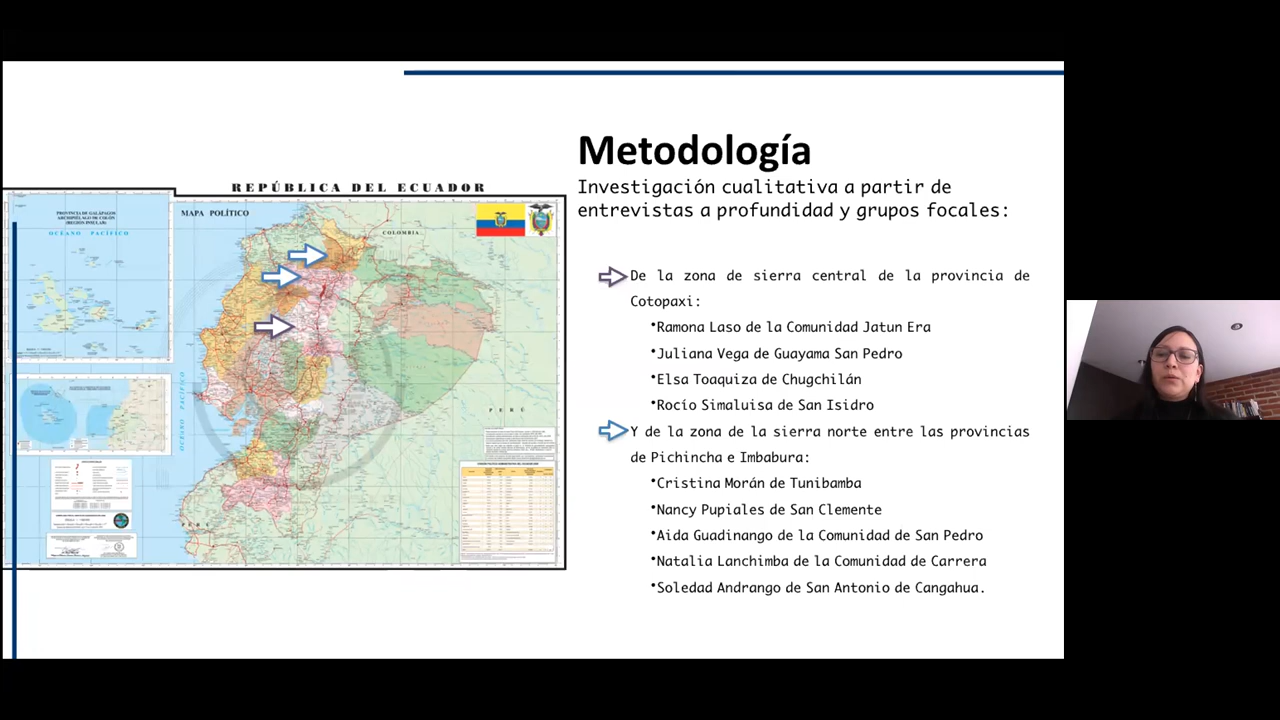 Metodología
Investigación cualitativa a partir de
entrevistas a profundidad y grupos focales:
REPÚBLICA DEL ECUADOR
MAPA POLÍTICO
COLOMBIA
PROVINCIA DE GALÁPAGOS
ARCHIPIÉLAGO DE COLÓN
(REGIÓN INSULAR)
OCÉANO PACÍFICO
OCÉANO PACÍFICO
PERÚ
De la zona de sierra central de la provincia de
Cotopaxi:
•Ramona Laso de la Comunidad Jatun Era
•Juliana Vega de Guayama San Pedro
•Elsa Toaquiza de Chugchilán
•Rocío Simaluisa de San Isidro
Y de la zona de la sierra norte entre las provincias
de Pichincha e Imbabura:
•Cristina Morán de Tunibamba
•Nancy Pupiales de San Clemente
•Aida Guadinango de la Comunidad de San Pedro
•Natalia Lanchimba de la Comunidad de Carrera
•Soledad Andrango de San Antonio de Cangahua.